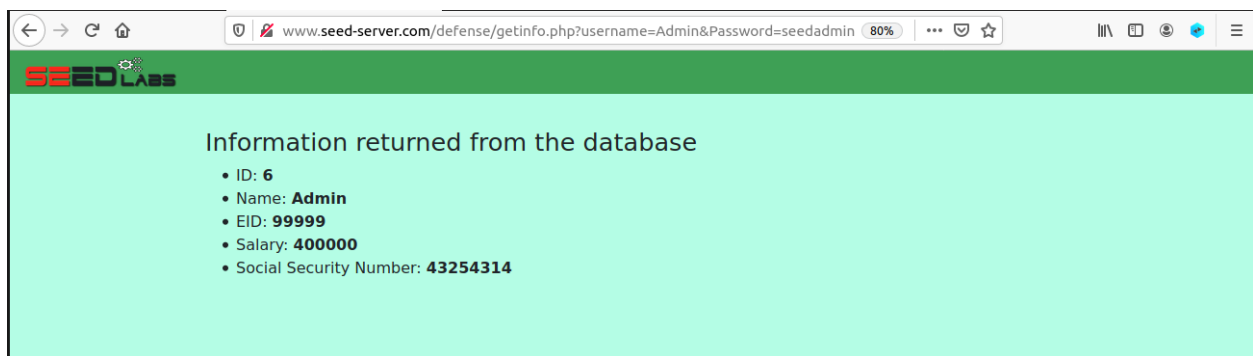 www.seed-server.com/defense/getinfo.php?username=Admin&Password=seedadmin 80%
SEED LABS
Information returned from the database
• ID: 6
• Name: Admin
• EID: 99999
• Salary: 400000
• Social Security Number: 43254314